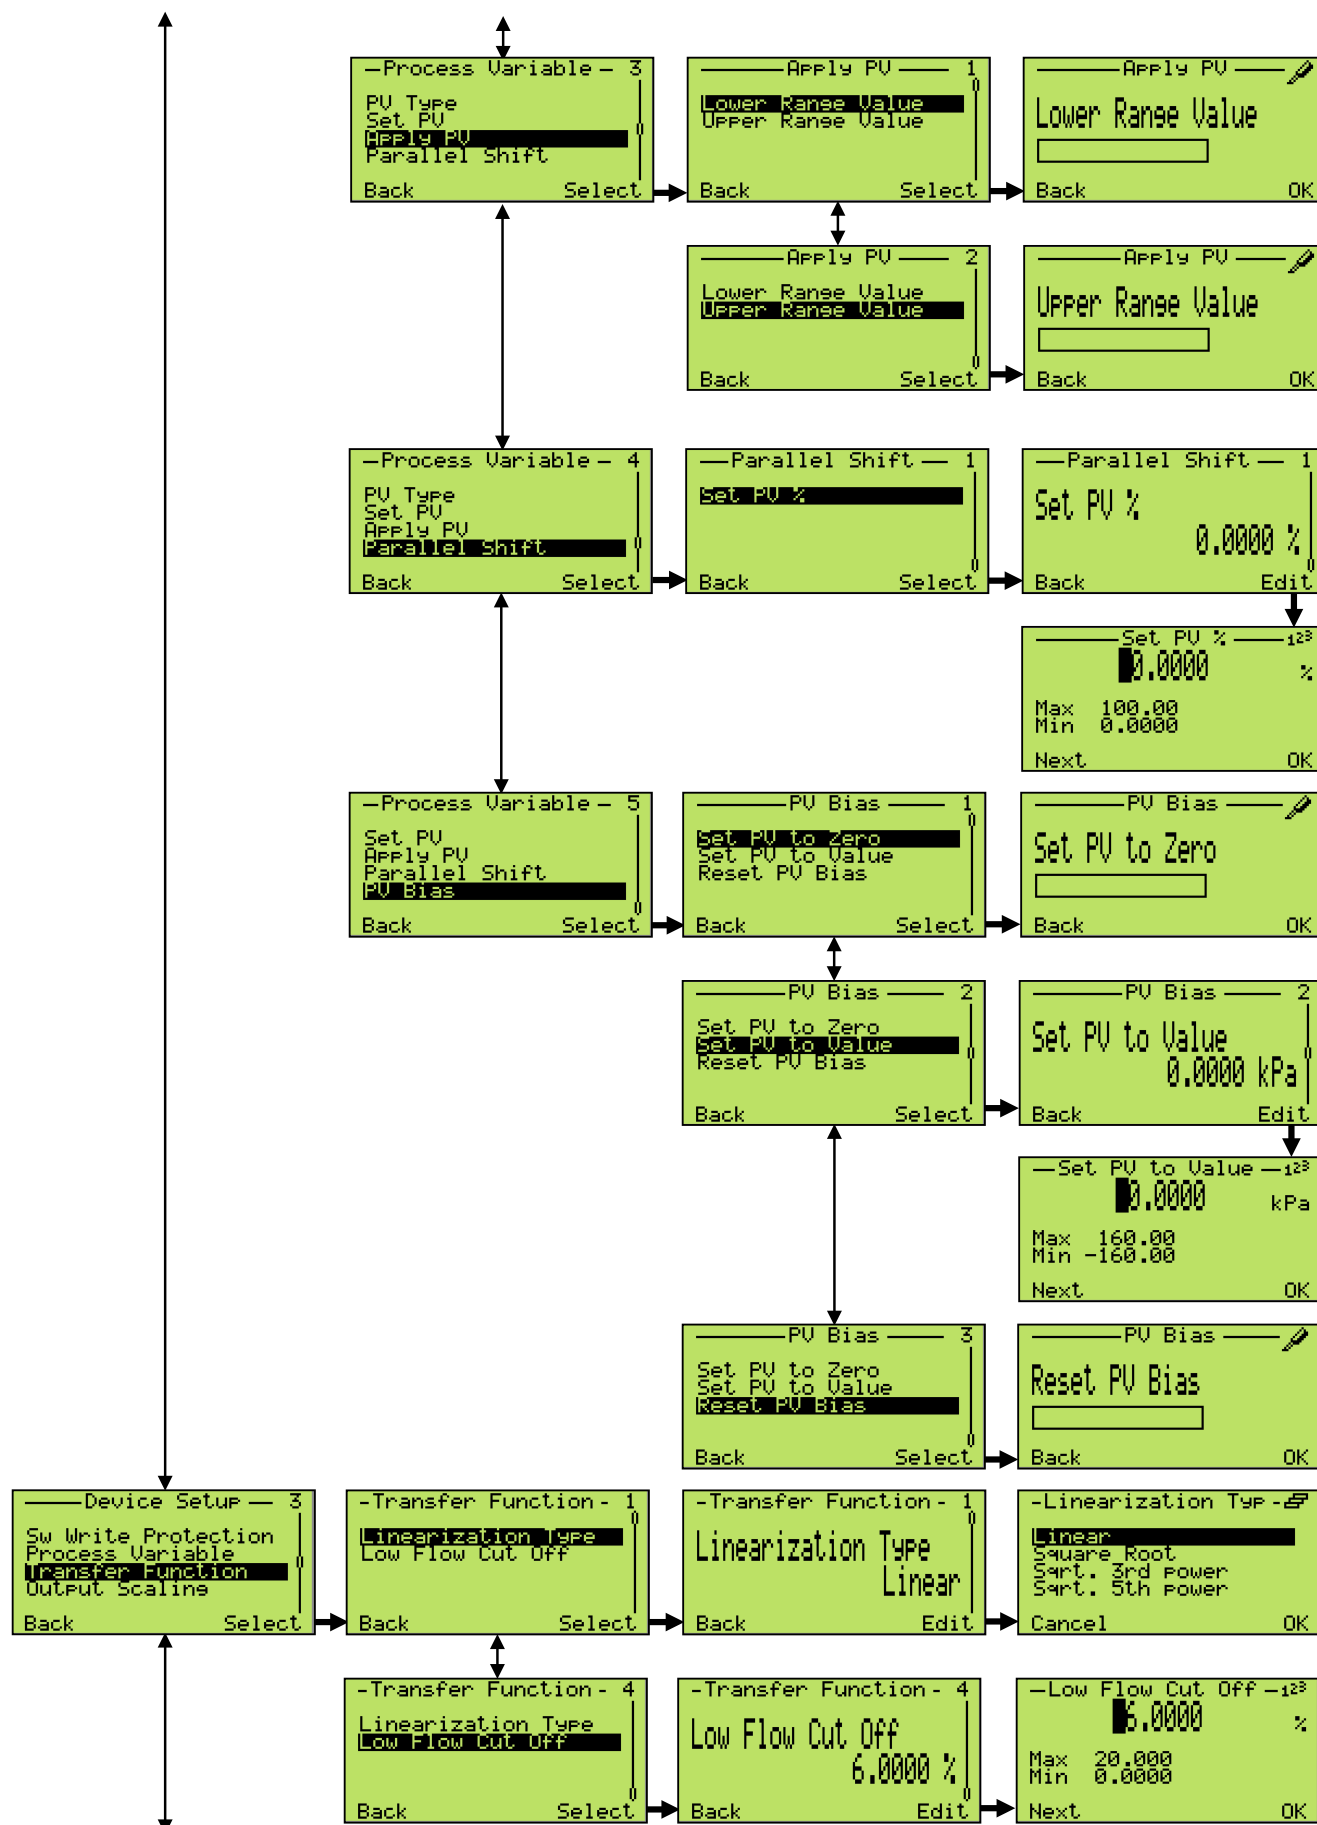 Process Variable 3
PV Type
Set PV
Apply PV
Parallel Shift
Back Select
Apply PV 1
Lower Range Value
Upper Range Value
Back Select
Apply PV
Lower Range Value
Back OK
Apply PV 2
Lower Range Value
Upper Range Value
Back Select
Apply PV
Upper Range Value
Back OK
Process Variable 4
PV Type
Set PV
Apply PV
Parallel Shift
Back Select
Parallel Shift 1
Set PV %
Back Select
Parallel Shift 1
Set PV %
0.0000 %
Back Edit
Set PV % 123
0.0000 %
Max 100.00
Min 0.0000
Next OK
Process Variable 5
Set PV
Apply PV
Parallel Shift
PV Bias
Back Select
PV Bias 1
Set PV to Zero
Set PV to Value
Reset PV Bias
Back Select
PV Bias
Set PV to Zero
Back OK
PV Bias 2
Set PV to Zero
Set PV to Value
Reset PV Bias
Back Select
PV Bias 2
Set PV to Value
0.0000 kPa
Back Edit
Set PV to Value 123
0.0000 kPa
Max 160.00
Min -160.00
Next OK
PV Bias 3
Set PV to Zero
Set PV to Value
Reset PV Bias
Back Select
PV Bias
Reset PV Bias
Back OK
Device Setup 3
Sw Write Protection
Process Variable
Transfer Function
Output Scaling
Back Select
-Transfer Function- 1
Linearization Type
Low Flow Cut Off
Back Select
-Transfer Function- 1
Linearization Type
Linear
Back Edit
-Linearization Typ-
Linear
Square Root
Sqrt. 3rd power
Sqrt. 5th power
Cancel OK
-Transfer Function- 4
Linearization Type
Low Flow Cut Off
Back Select
-Transfer Function- 4
Low Flow Cut Off
6.0000 %
Back Edit
Low Flow Cut Off 123
6.0000 %
Max 20.000
Min 0.0000
Next OK